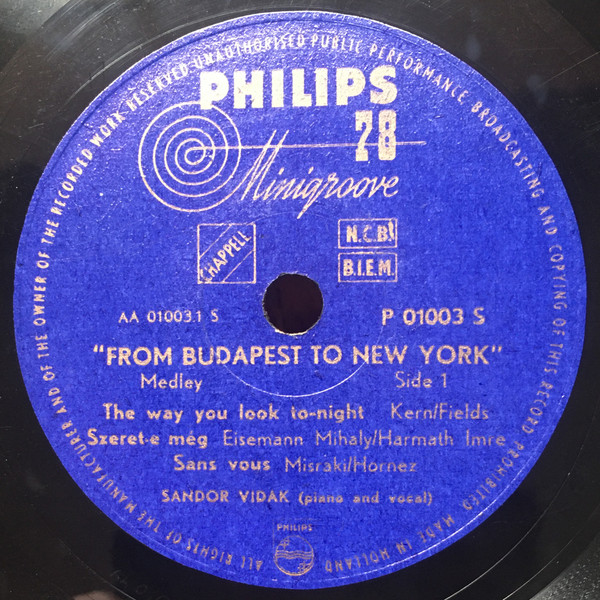 ALL RIGHTS OF THE MANUFACTURER AND OF THE OWNER OF THE RECORDED WORK RESERVED UNAUTHORISED PUBLIC PERFORMANCE BROADCASTING AND COPYING OF THIS RECORD PROHIBITED MADE IN HOLLAND
PHILIPS
78
Minigroove
CHAPPELL
N.C.B.
B.I.E.M.
AA 01003.1 S
P 01003 S
"FROM BUDAPEST TO NEW YORK"
Medley Side 1
The way you look to-night Kern/Fields
Szeret-e még Eisemann Mihaly/Harmath Imre
Sans vous Misraki/Hornez
SANDOR VIDAK (piano and vocal)
PHILIPS